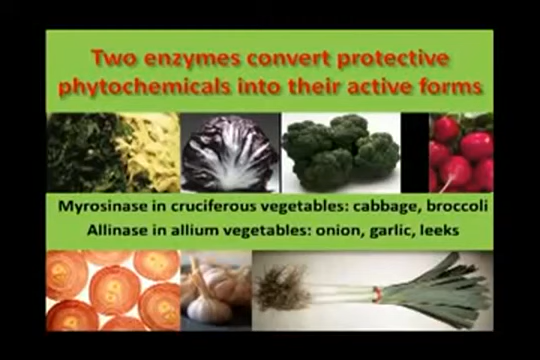 Two enzymes convert protective
phytochemicals into their active forms
Myrosinase in cruciferous vegetables: cabbage, broccoli
Allinase in allium vegetables: onion, garlic, leeks